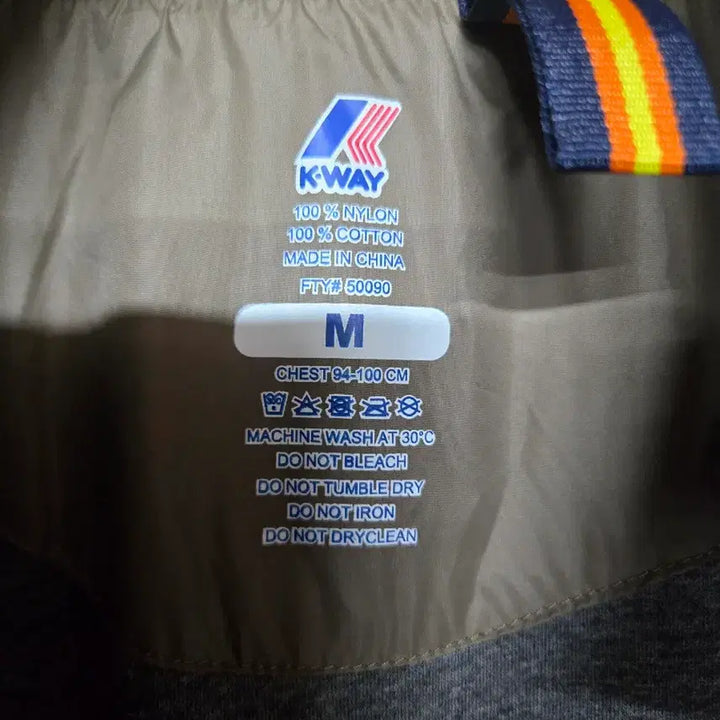 K·WAY
100 % NYLON
100 % COTTON
MADE IN CHINA
FTY# 50090
M
CHEST 94-100 CM
MACHINE WASH AT 30°C
DO NOT BLEACH
DO NOT TUMBLE DRY
DO NOT IRON
DO NOT DRYCLEAN